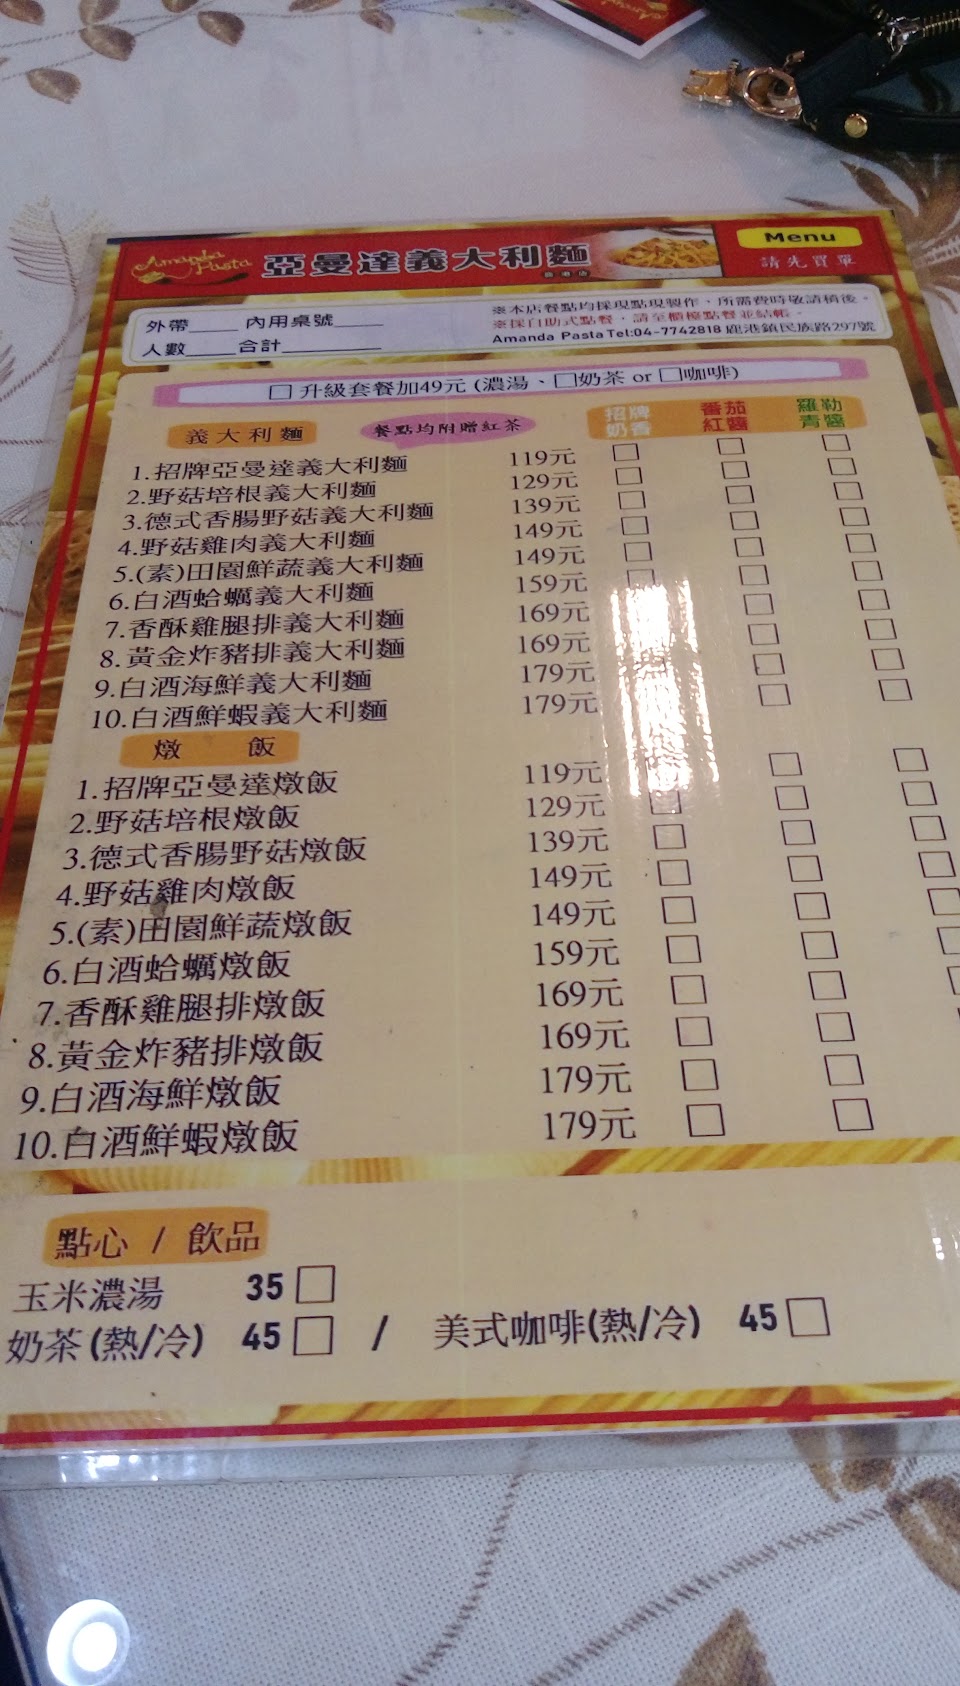 Amanda Pasta 亞曼達義大利麵 鹿港店
Menu
請先買單
外帶____ 內用桌號____
人數____ 合計____
※本店餐點均採現點現製作、所需費時敬請稍後。
※採自助式點餐，請至櫃檯點餐並結帳。
Amanda Pasta Tel:04-7742818 鹿港鎮民族路297號
□ 升級套餐加49元 (濃湯、□奶茶 or □咖啡)
義大利麵 餐點均附贈紅茶 招牌奶香 番茄紅醬 羅勒青醬
1.招牌亞曼達義大利麵 119元 □ □ □
2.野菇培根義大利麵 129元 □ □ □
3.德式香腸野菇義大利麵 139元 □ □ □
4.野菇雞肉義大利麵 149元 □ □ □
5.(素)田園鮮蔬義大利麵 149元 □ □ □
6.白酒蛤蠣義大利麵 159元 □ □ □
7.香酥雞腿排義大利麵 169元 □ □
8.黃金炸豬排義大利麵 169元 □ □
9.白酒海鮮義大利麵 179元 □ □ □
10.白酒鮮蝦義大利麵 179元 □ □
燉 飯
1.招牌亞曼達燉飯 119元 □ □
2.野菇培根燉飯 129元 □ □ □
3.德式香腸野菇燉飯 139元 □ □ □
4.野菇雞肉燉飯 149元 □ □ □
5.(素)田園鮮蔬燉飯 149元 □ □ □
6.白酒蛤蠣燉飯 159元 □ □ □
7.香酥雞腿排燉飯 169元 □ □ □
8.黃金炸豬排燉飯 169元 □ □
9.白酒海鮮燉飯 179元 □ □
10.白酒鮮蝦燉飯 179元 □ □
點心 / 飲品
玉米濃湯 35 □
奶茶(熱/冷) 45 □ / 美式咖啡(熱/冷) 45 □